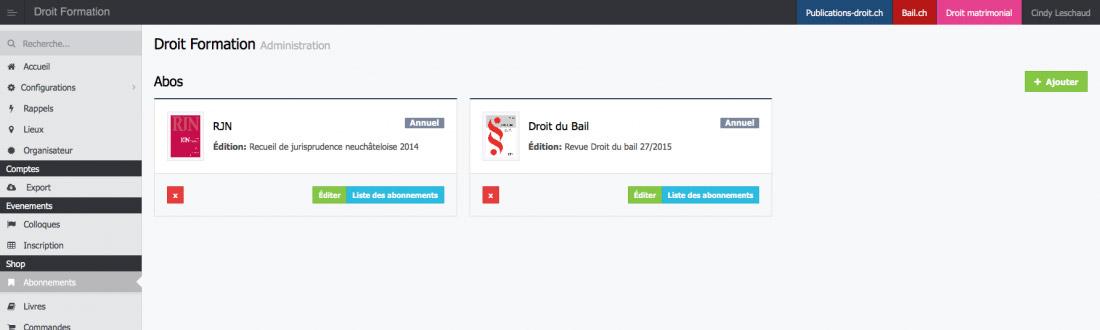 Droit Formation
Publications-droit.ch
Bail.ch
Droit matrimonial
Cindy Leschaud
Recherche...
Accueil
Configurations
Rappels
Lieux
Organisateur
Comptes
Export
Evenements
Colloques
Inscription
Shop
Abonnements
Livres
Commandes
Droit Formation Administration
Abos
+ Ajouter
RJN
RJN
RJN
Annuel
Édition: Recueil de jurisprudence neuchâteloise 2014
x
Éditer
Liste des abonnements
Droit du Bail
Annuel
Édition: Revue Droit du bail 27/2015
x
Éditer
Liste des abonnements